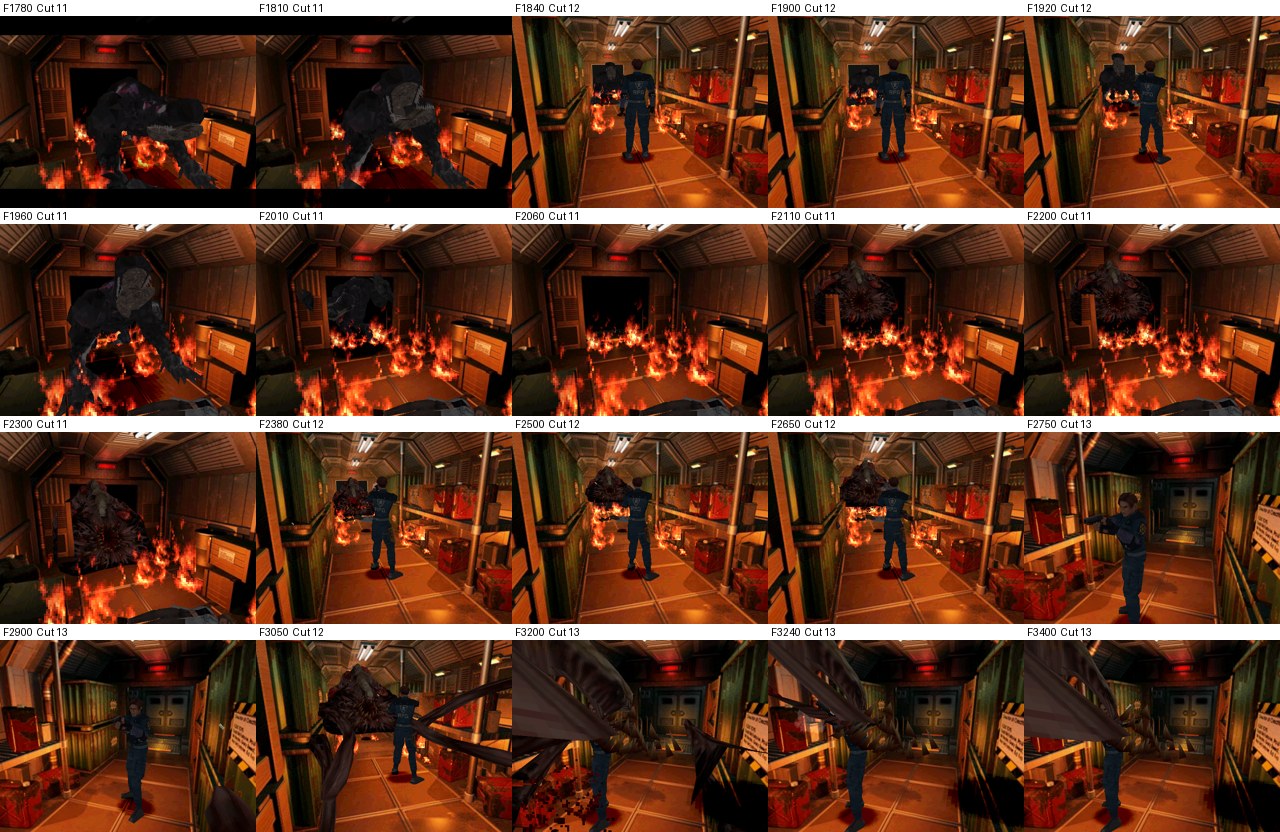 F1780 Cut 11
F1810 Cut 11
F1840 Cut 12
F1900 Cut 12
F1920 Cut 12
F1960 Cut 11
F2010 Cut 11
F2060 Cut 11
F2110 Cut 11
F2200 Cut 11
F2300 Cut 11
F2380 Cut 12
F2500 Cut 12
F2650 Cut 12
F2750 Cut 13
F2900 Cut 13
F3050 Cut 12
F3200 Cut 13
F3240 Cut 13
F3400 Cut 13